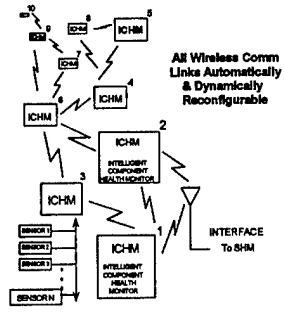 10
9
8
5
ICHM
ICHM
ICHM
7
ICHM
4
ICHM
6
ICHM
All Wireless Comm
Links Automatically
& Dynamically
Reconfigurable
2
ICHM
INTELLIGENT
COMPONENT
HEALTH MONITOR
3
ICHM
1
ICHM
INTELLIGENT
COMPONENT
HEALTH
MONITOR
SENSOR 1
SENSOR 2
SENSOR 3
SENSOR N
INTERFACE
To SHM